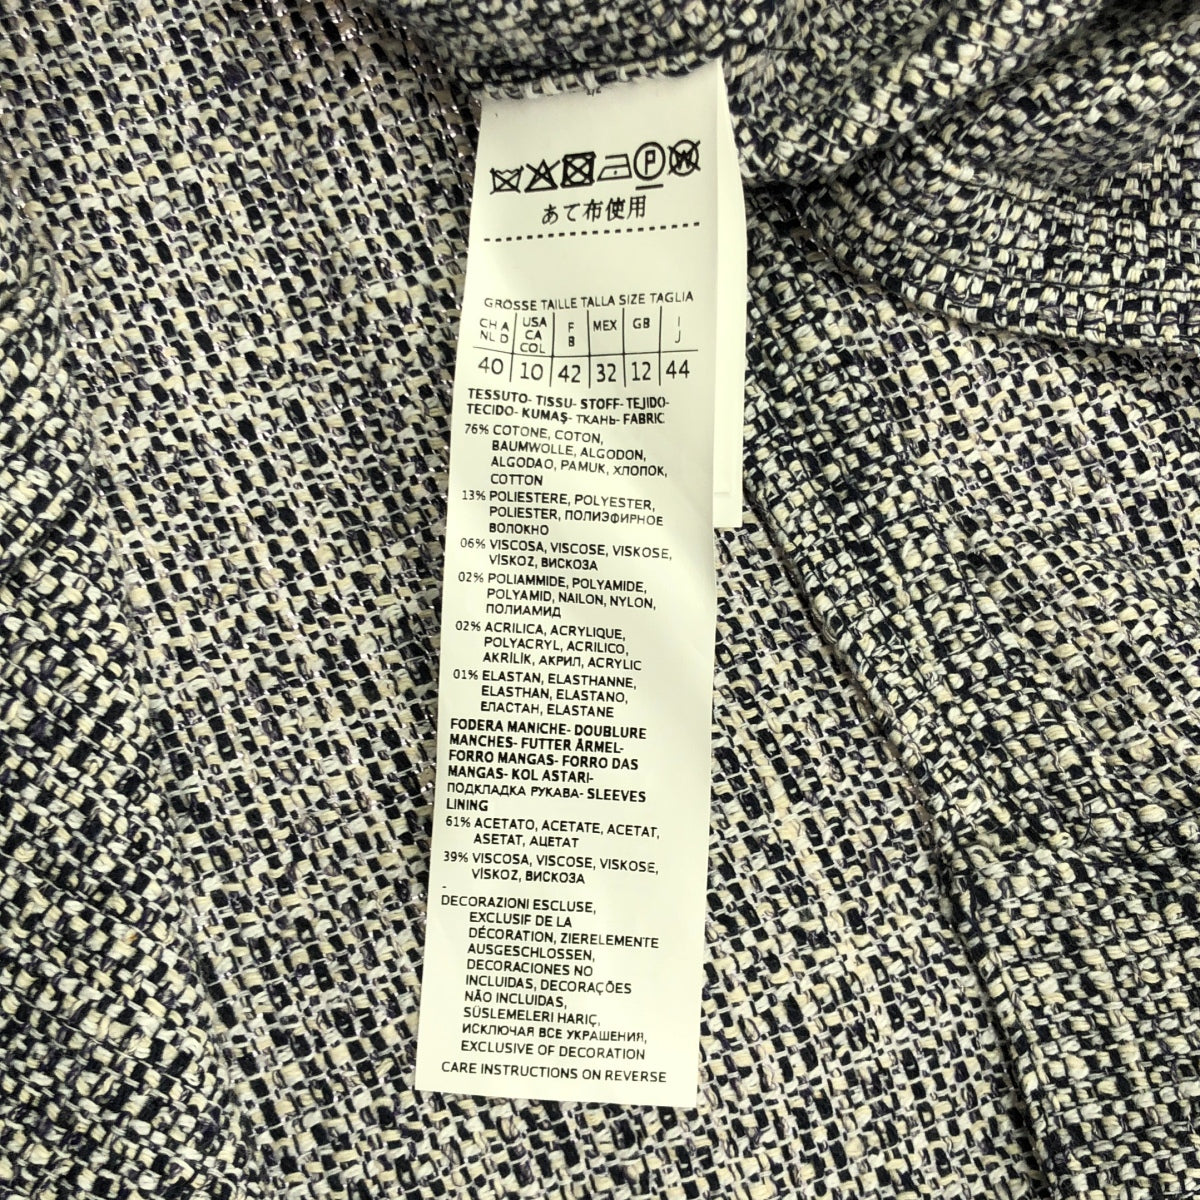 あて布使用
GROSSE TAILLE TALLA SIZE TAGLIA
CH A USA F MEX GB I
NL D CA B J
COL
40 10 42 32 12 44
TESSUTO- TISSU- STOFF- TEJIDO-
TECIDO- KUMAŞ- ТКАНЬ- FABRIC
76% COTONE, COTON,
BAUMWOLLE, ALGODON,
ALGODAO, PAMUK, ХЛОПОК,
COTTON
13% POLIESTERE, POLYESTER,
POLIESTER, ПОЛИЭФИРНОЕ
ВОЛОКНО
06% VISCOSA, VISCOSE, VISKOSE,
VİSKOZ, ВИСКОЗА
02% POLIAMMIDE, POLYAMIDE,
POLYAMID, NAILON, NYLON,
ПОЛИАМИД
02% ACRILICA, ACRYLIQUE,
POLYACRYL, ACRILICO,
AKRİLİK, АКРИЛ, ACRYLIC
01% ELASTAN, ELASTHANNE,
ELASTHAN, ELASTANO,
ЕЛАСТАН, ELASTANE
FODERA MANICHE- DOUBLURE
MANCHES- FUTTER ÄRMEL-
FORRO MANGAS- FORRO DAS
MANGAS- KOL ASTARI-
ПОДКЛАДКА РУКАВА- SLEEVES
LINING
61% ACETATO, ACETATE, ACETAT,
ASETAT, АЦЕТАТ
39% VISCOSA, VISCOSE, VISKOSE,
VİSKOZ, ВИСКОЗА
-
DECORAZIONI ESCLUSE,
EXCLUSIF DE LA
DÉCORATION, ZIERELEMENTE
AUSGESCHLOSSEN,
DECORACIONES NO
INCLUIDAS, DECORAÇÕES
NÃO INCLUIDAS,
SÜSLEMELERI HARIÇ,
ИСКЛЮЧАЯ ВСЕ УКРАШЕНИЯ,
EXCLUSIVE OF DECORATION
CARE INSTRUCTIONS ON REVERSE